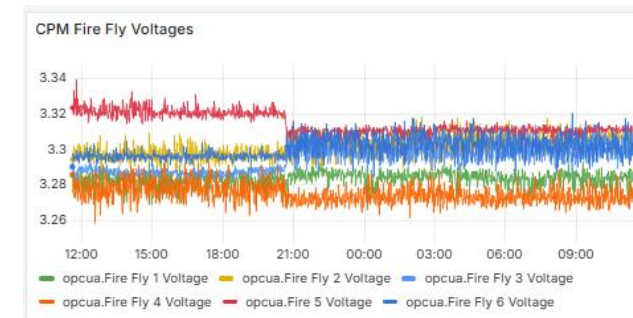 CPM Fire Fly Voltages
3.34
3.32
3.3
3.28
3.26
12:00 15:00 18:00 21:00 00:00 03:00 06:00 09:00
opcua.Fire Fly 1 Voltage opcua.Fire Fly 2 Voltage opcua.Fire Fly 3 Voltage
opcua.Fire Fly 4 Voltage opcua.Fire 5 Voltage opcua.Fire Fly 6 Voltage